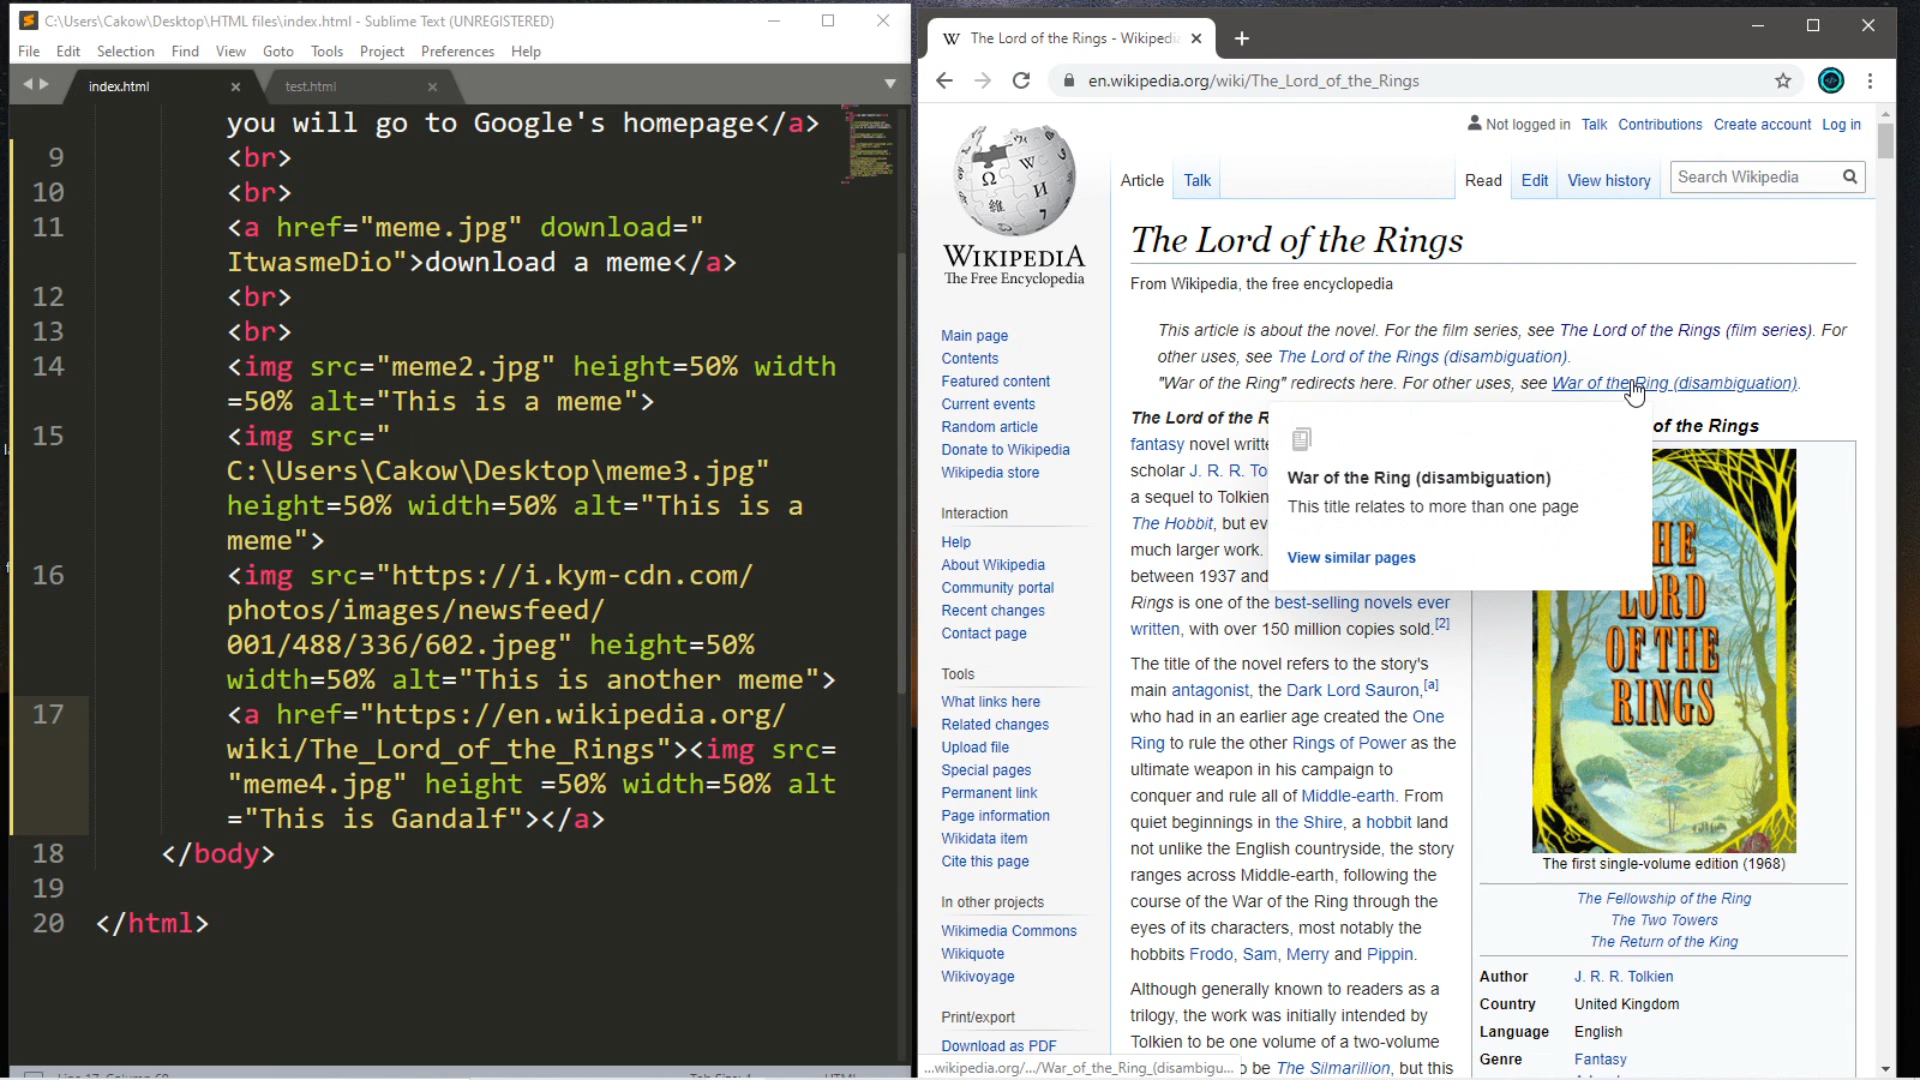 C:\Users\Cakow\Desktop\HTML files\index.html - Sublime Text (UNREGISTERED)
File Edit Selection Find View Goto Tools Project Preferences Help
index.html
test.html
you will go to Google's homepage</a>
9 <br>
10 <br>
11 <a href="meme.jpg" download="
ItwasmeDio">download a meme</a>
12 <br>
13 <br>
14 <img src="meme2.jpg" height=50% width
=50% alt="This is a meme">
15 <img src="
C:\Users\Cakow\Desktop\meme3.jpg"
height=50% width=50% alt="This is a
meme">
16 <img src="https://i.kym-cdn.com/
photos/images/newsfeed/
001/488/336/602.jpeg" height=50%
width=50% alt="This is another meme">
17 <a href="https://en.wikipedia.org/
wiki/The_Lord_of_the_Rings"><img src=
"meme4.jpg" height =50% width=50% alt
="This is Gandalf"></a>
18 </body>
19
20 </html>
The Lord of the Rings - Wikipedi
en.wikipedia.org/wiki/The_Lord_of_the_Rings
Not logged in Talk Contributions Create account Log in
Article Talk Read Edit View history Search Wikipedia
WIKIPEDIA
The Free Encyclopedia
Main page
Contents
Featured content
Current events
Random article
Donate to Wikipedia
Wikipedia store
Interaction
Help
About Wikipedia
Community portal
Recent changes
Contact page
Tools
What links here
Related changes
Upload file
Special pages
Permanent link
Page information
Wikidata item
Cite this page
In other projects
Wikimedia Commons
Wikiquote
Wikivoyage
Print/export
Download as PDF
The Lord of the Rings
From Wikipedia, the free encyclopedia
This article is about the novel. For the film series, see The Lord of the Rings (film series). For
other uses, see The Lord of the Rings (disambiguation).
"War of the Ring" redirects here. For other uses, see War of the Ring (disambiguation).
The Lord of the R
fantasy novel writte
scholar J. R. R. To
a sequel to Tolkien
The Hobbit, but ev
much larger work.
between 1937 and
Rings is one of the best-selling novels ever
written, with over 150 million copies sold.[2]
The title of the novel refers to the story's
main antagonist, the Dark Lord Sauron,[a]
who had in an earlier age created the One
Ring to rule the other Rings of Power as the
ultimate weapon in his campaign to
conquer and rule all of Middle-earth. From
quiet beginnings in the Shire, a hobbit land
not unlike the English countryside, the story
ranges across Middle-earth, following the
course of the War of the Ring through the
eyes of its characters, most notably the
hobbits Frodo, Sam, Merry and Pippin.
Although generally known to readers as a
trilogy, the work was initially intended by
Tolkien to be one volume of a two-volume
be The Silmarillion, but this
War of the Ring (disambiguation)
This title relates to more than one page
View similar pages
of the Rings
THE
LORD
OF THE
RINGS
The first single-volume edition (1968)
The Fellowship of the Ring
The Two Towers
The Return of the King
Author J. R. R. Tolkien
Country United Kingdom
Language English
Genre Fantasy
...wikipedia.org/.../War_of_the_Ring_(disambigu...